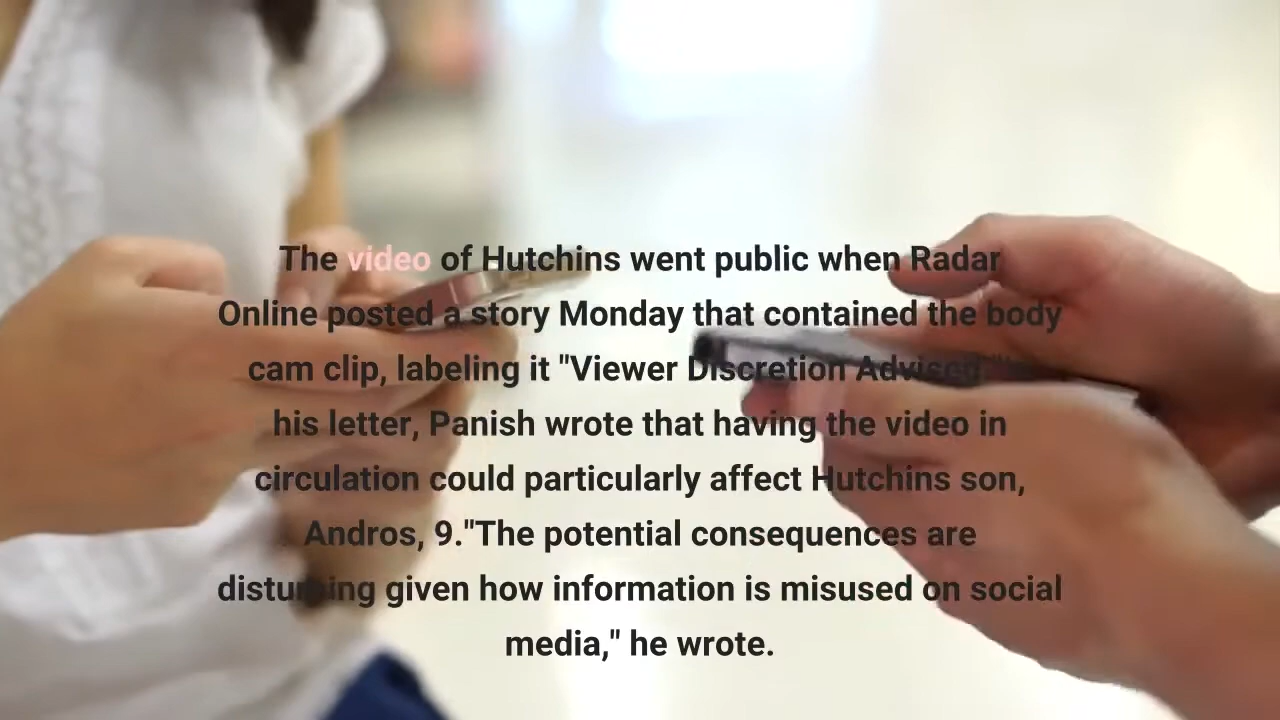 The video of Hutchins went public when Radar
Online posted a story Monday that contained the body
cam clip, labeling it "Viewer Discretion Advised."In
his letter, Panish wrote that having the video in
circulation could particularly affect Hutchins son,
Andros, 9."The potential consequences are
disturbing given how information is misused on social
media," he wrote.